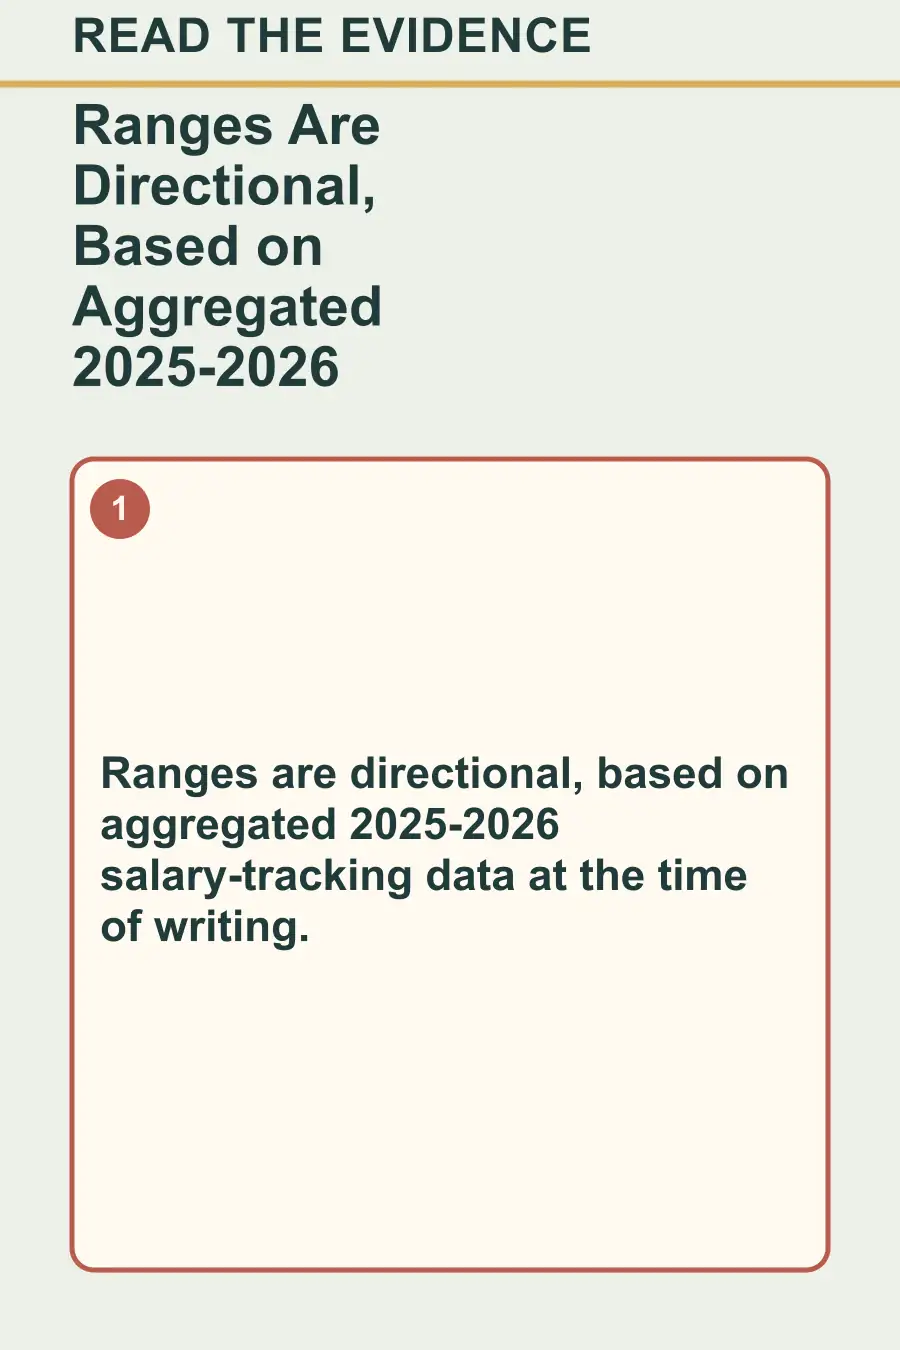 READ THE EVIDENCE
Ranges Are
Directional,
Based on
Aggregated
2025-2026
1
Ranges are directional, based on
aggregated 2025-2026
salary-tracking data at the time
of writing.